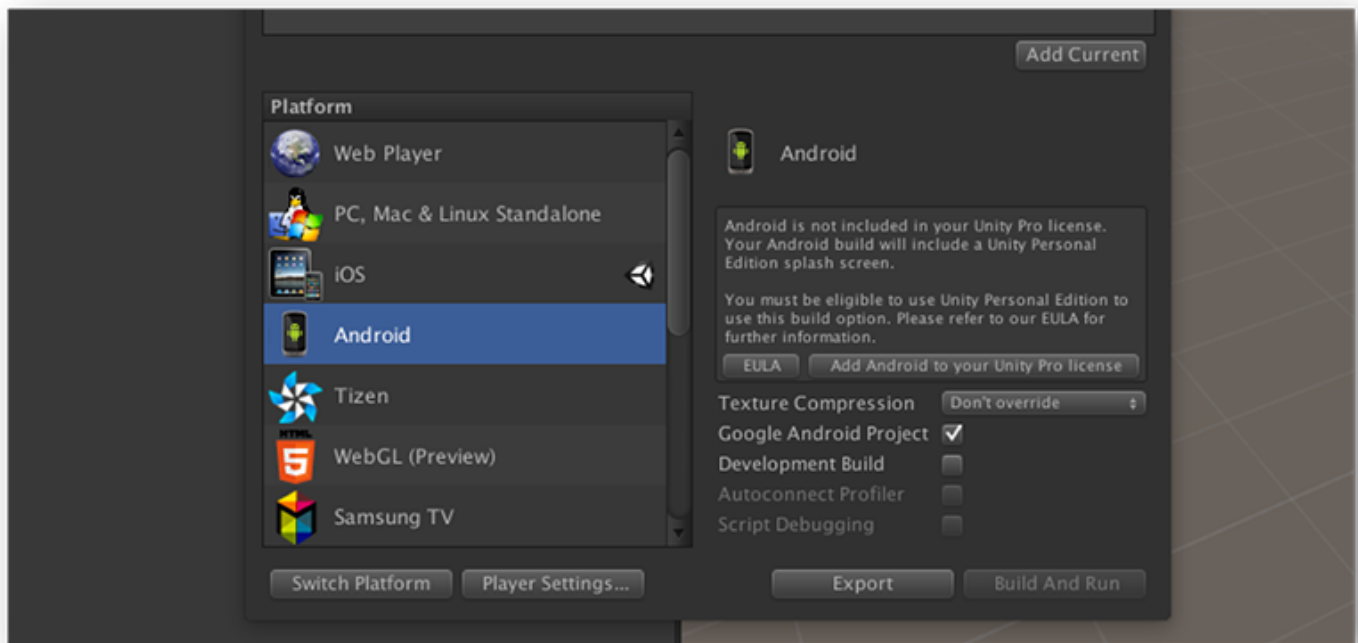 Add Current
Platform
Web Player
PC, Mac & Linux Standalone
iOS
Android
Tizen
HTML
5
WebGL (Preview)
Samsung TV
Switch Platform
Player Settings...
Android
Android is not included in your Unity Pro license.
Your Android build will include a Unity Personal
Edition splash screen.
You must be eligible to use Unity Personal Edition to
use this build option. Please refer to our EULA for
further information.
EULA
Add Android to your Unity Pro license
Texture Compression
Don't override
Google Android Project
Development Build
Autoconnect Profiler
Script Debugging
Export
Build And Run